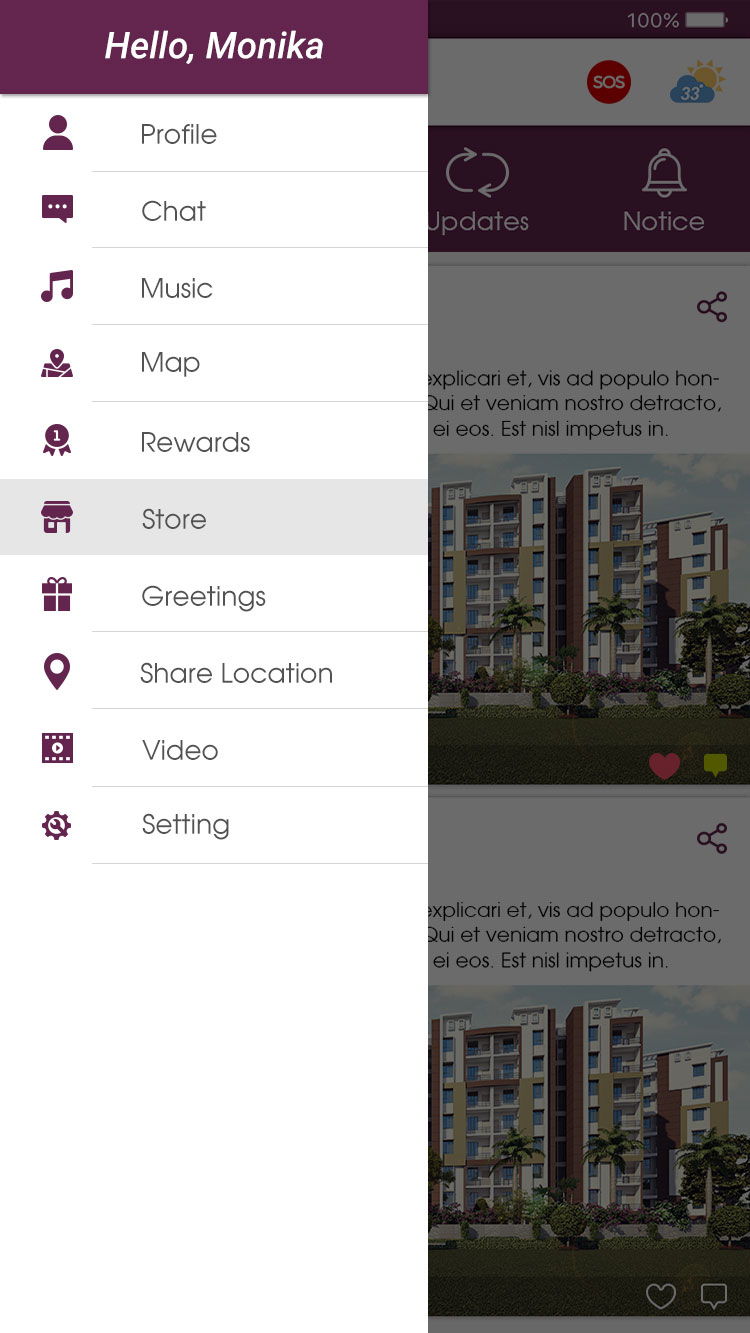 Hello, Monika
Profile
Chat
Music
Map
1
Rewards
Store
Greetings
Share Location
Video
Setting
100%
SOS
33°
Updates
Notice
explicari et, vis ad populo hon-
Qui et veniam nostro detracto,
ei eos. Est nisl impetus in.
explicari et, vis ad populo hon-
Qui et veniam nostro detracto,
ei eos. Est nisl impetus in.